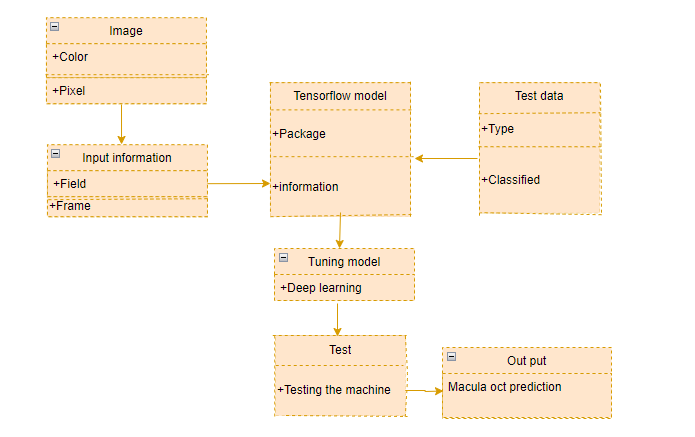 Image
+Color
+Pixel
Input information
+Field
+Frame
Tensorflow model
+Package
+information
Test data
+Type
+Classified
Tuning model
+Deep learning
Test
+Testing the machine
Out put
Macula oct prediction